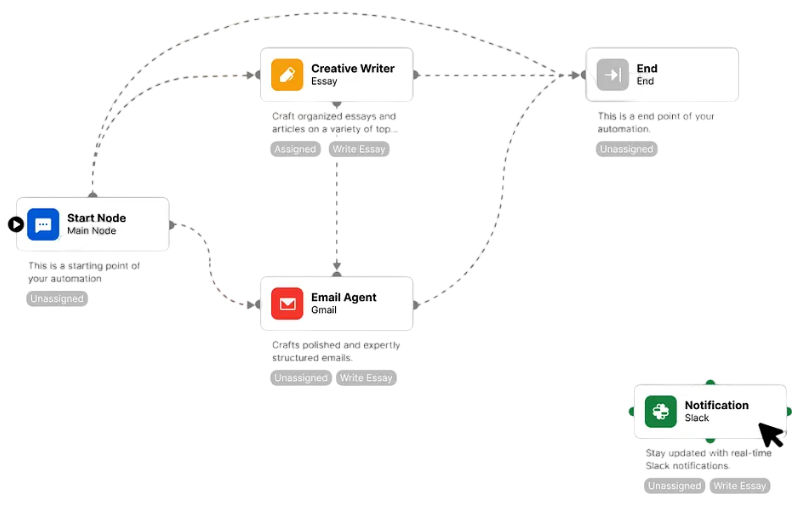 Creative Writer
Essay
Craft organized essays and
articles on a variety of top...
Assigned
Write Essay
End
End
This is a end point of your
automation.
Unassigned
Start Node
Main Node
This is a starting point of
your automation
Unassigned
Email Agent
Gmail
Crafts polished and expertly
structured emails.
Unassigned
Write Essay
Notification
Slack
Stay updated with real-time
Slack notifications.
Unassigned
Write Essay